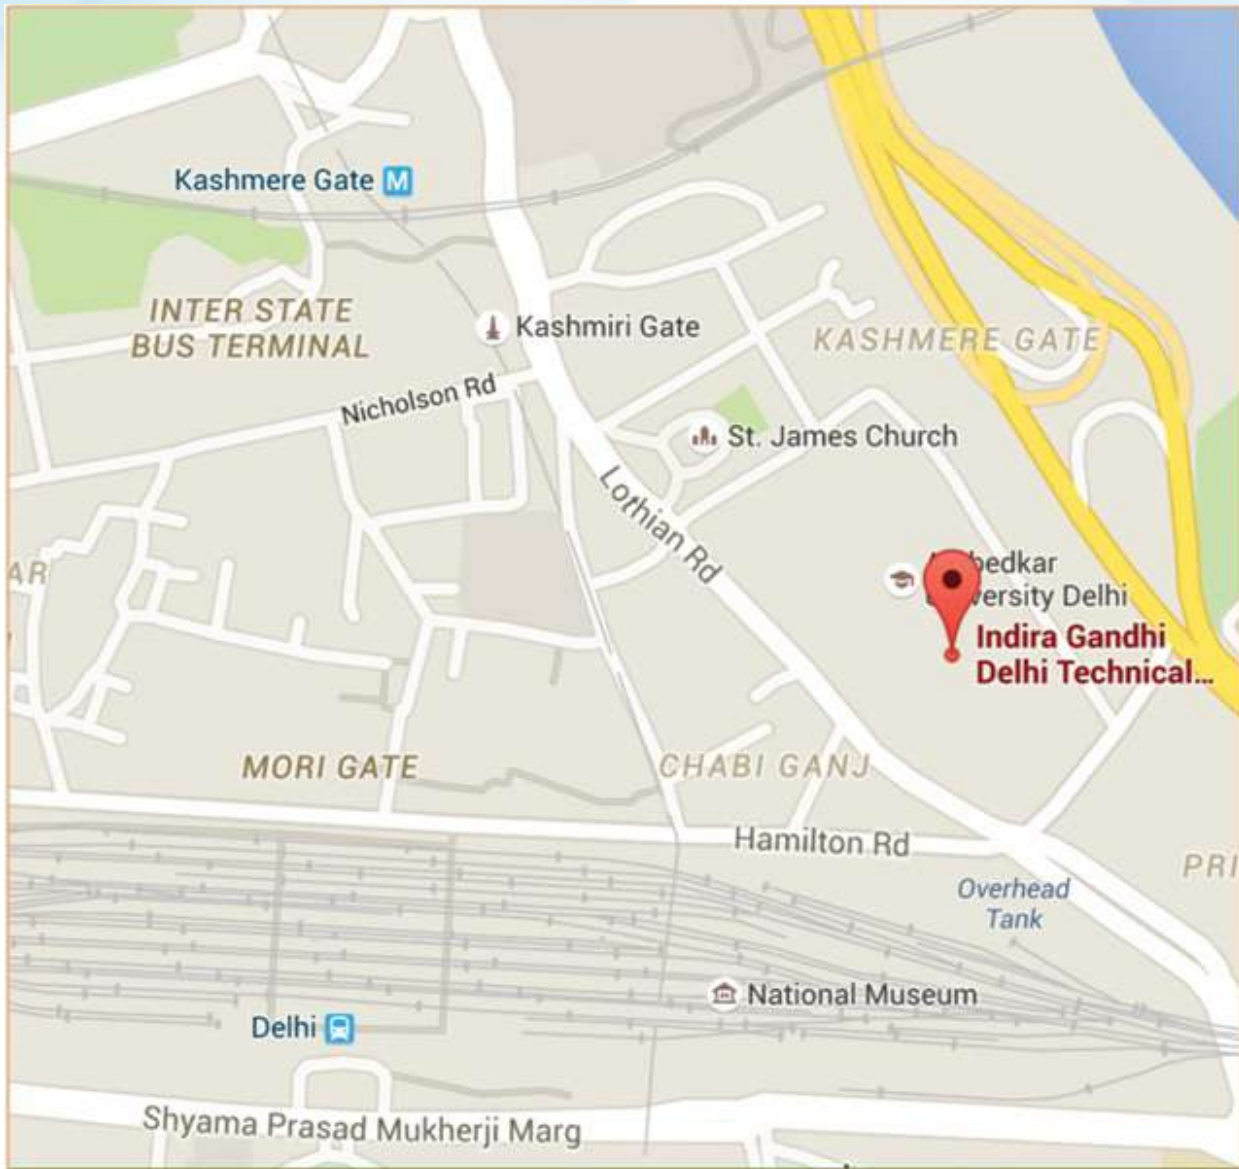 Kashmere Gate M
INTER STATE
BUS TERMINAL
Kashmiri Gate
KASHMERE GATE
Nicholson Rd
St. James Church
Lothian Rd
AR
University Delhi
Indira Gandhi
Delhi Technical...
MORI GATE
CHABI GANJ
Hamilton Rd
PRI
Overhead
Tank
National Museum
Delhi
Shyama Prasad Mukherji Marg